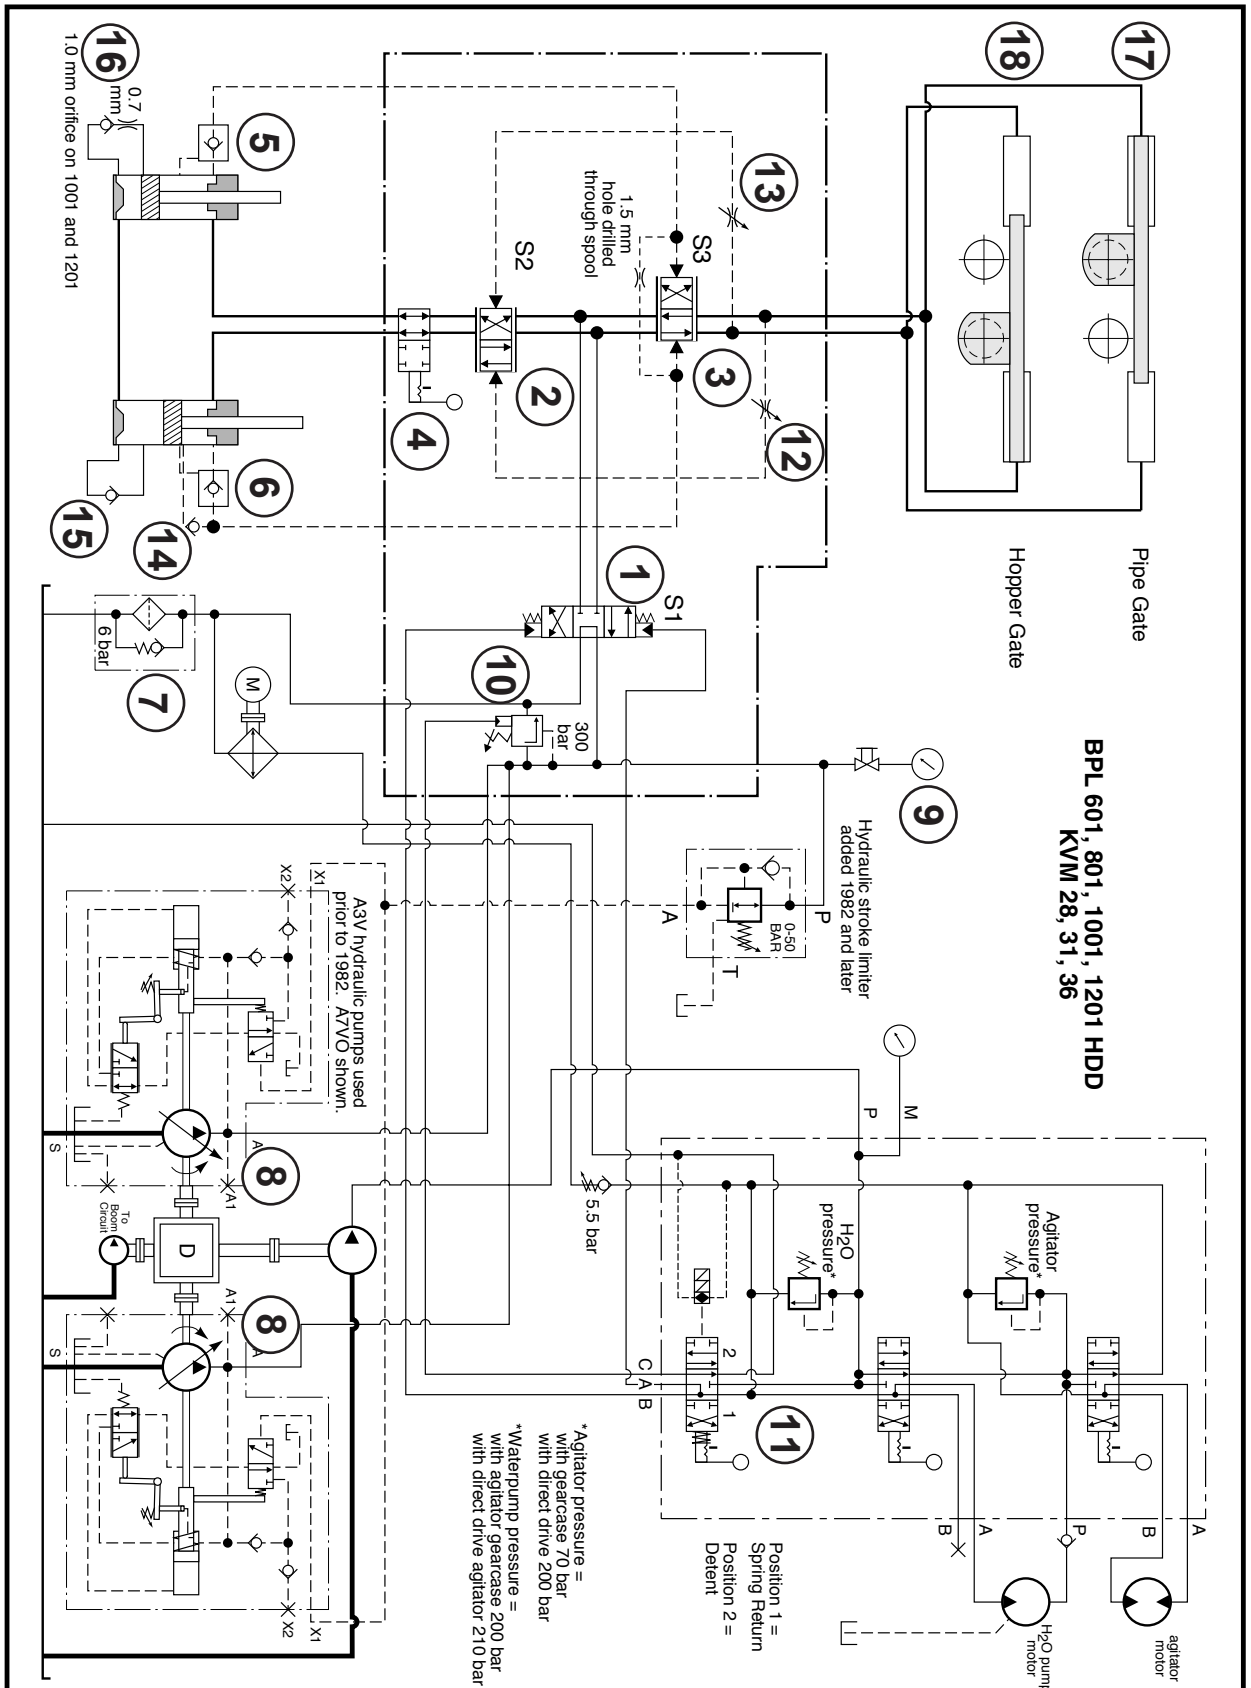 BPL 601, 801, 1001, 1201 HDD
KVM 28, 31, 36
17
Pipe Gate
18
Hopper Gate
13
12
S3
3
1.5 mm
hole drilled
through spool
S2
2
4
5
6
16
0.7
mm
1.0 mm orifice on 1001 and 1201
15
14
1
S1
10
300
bar
9
Hydraulic stroke limiter
added 1982 and later
P
0-50
BAR
A
T
7
6 bar
M
A3V hydraulic pumps used
prior to 1982. A7VO shown.
X1
X2
8
A
A1
S
D
To
Boom
Circuit
8
A
A1
S
X2
X1
M
P
5.5 bar
H2O
pressure*
Agitator
pressure*
2
1
C
A
B
11
A
B
P
A
B
agitator
motor
H2O pump
motor
Position 1 =
Spring Return
Position 2 =
Detent
*Agitator pressure =
with gearcase 70 bar
with direct drive 200 bar
*Waterpump pressure =
with agitator gearcase 200 bar
with direct drive agitator 210 bar